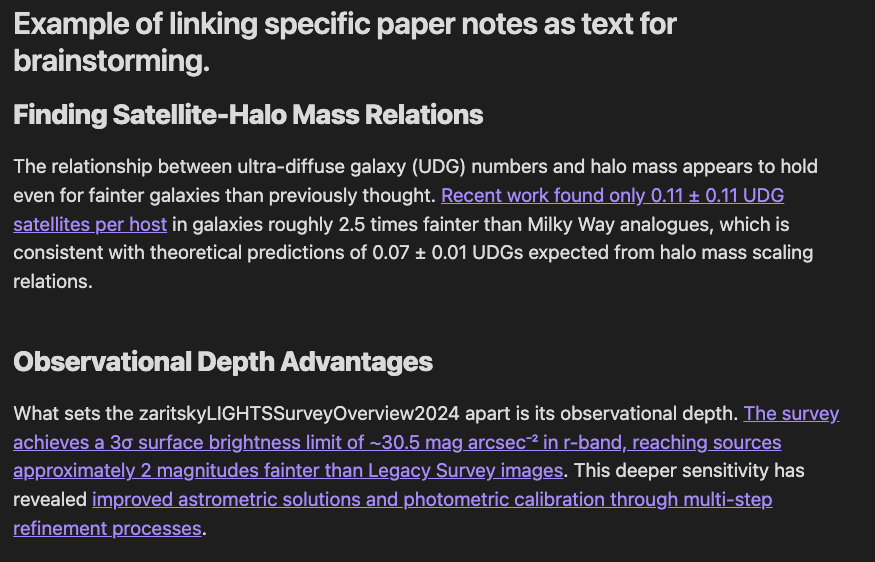 Example of linking specific paper notes as text for
brainstorming.
Finding Satellite-Halo Mass Relations
The relationship between ultra-diffuse galaxy (UDG) numbers and halo mass appears to hold
even for fainter galaxies than previously thought. Recent work found only 0.11 ± 0.11 UDG
satellites per host in galaxies roughly 2.5 times fainter than Milky Way analogues, which is
consistent with theoretical predictions of 0.07 ± 0.01 UDGs expected from halo mass scaling
relations.
Observational Depth Advantages
What sets the zaritskyLIGHTSSurveyOverview2024 apart is its observational depth. The survey
achieves a 3σ surface brightness limit of ~30.5 mag arcsec⁻² in r-band, reaching sources
approximately 2 magnitudes fainter than Legacy Survey images. This deeper sensitivity has
revealed improved astrometric solutions and photometric calibration through multi-step
refinement processes.